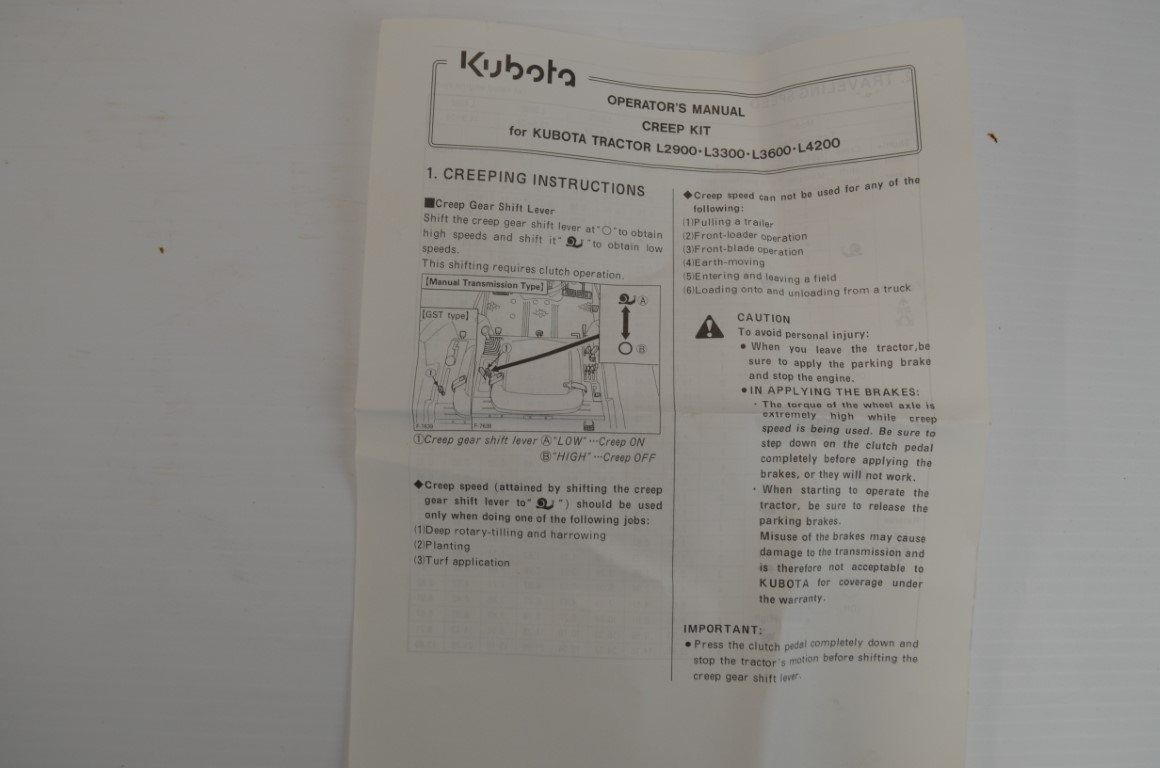 Kubota
OPERATOR'S MANUAL
CREEP KIT
for KUBOTA TRACTOR L2900·L3300·L3600·L4200
1. CREEPING INSTRUCTIONS
■Creep Gear Shift Lever
Shift the creep gear shift lever at "○" to obtain
high speeds and shift it " " to obtain low
speeds.
This shifting requires clutch operation.
[Manual Transmission Type]
[GST type]
Ⓐ
Ⓑ
①
F-7639
F-7638
①Creep gear shift lever Ⓐ"LOW"···Creep ON
Ⓑ"HIGH"···Creep OFF
◆Creep speed (attained by shifting the creep
gear shift lever to " ") should be used
only when doing one of the following jobs:
(1)Deep rotary-tilling and harrowing
(2)Planting
(3)Turf application
◆Creep speed can not be used for any of the
following:
(1)Pulling a trailer
(2)Front-loader operation
(3)Front-blade operation
(4)Earth-moving
(5)Entering and leaving a field
(6)Loading onto and unloading from a truck
CAUTION
To avoid personal injury:
● When you leave the tractor,be
sure to apply the parking brake
and stop the engine.
●IN APPLYING THE BRAKES:
· The torque of the wheel axle is
extremely high while creep
speed is being used. Be sure to
step down on the clutch pedal
completely before applying the
brakes, or they will not work.
· When starting to operate the
tractor, be sure to release the
parking brakes.
Misuse of the brakes may cause
damage to the transmission and
is therefore not acceptable to
KUBOTA for coverage under
the warranty.
IMPORTANT:
● Press the clutch pedal completely down and
stop the tractor's motion before shifting the
creep gear shift lever.